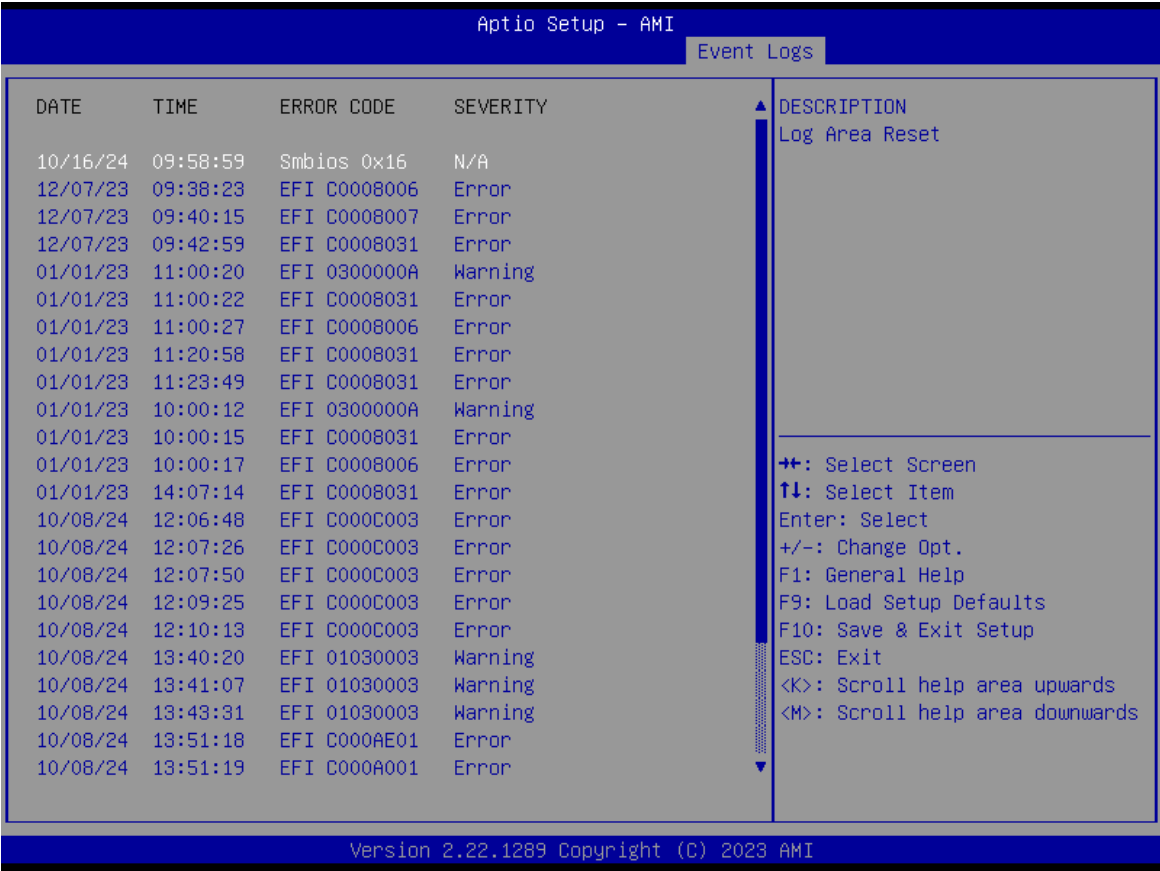 Aptio Setup – AMI
Event Logs
DATE TIME ERROR CODE SEVERITY
10/16/24 09:58:59 Smbios 0x16 N/A
12/07/23 09:38:23 EFI C0008006 Error
12/07/23 09:40:15 EFI C0008007 Error
12/07/23 09:42:59 EFI C0008031 Error
01/01/23 11:00:20 EFI 0300000A Warning
01/01/23 11:00:22 EFI C0008031 Error
01/01/23 11:00:27 EFI C0008006 Error
01/01/23 11:20:58 EFI C0008031 Error
01/01/23 11:23:49 EFI C0008031 Error
01/01/23 10:00:12 EFI 0300000A Warning
01/01/23 10:00:15 EFI C0008031 Error
01/01/23 10:00:17 EFI C0008006 Error
01/01/23 14:07:14 EFI C0008031 Error
10/08/24 12:06:48 EFI C000C003 Error
10/08/24 12:07:26 EFI C000C003 Error
10/08/24 12:07:50 EFI C000C003 Error
10/08/24 12:09:25 EFI C000C003 Error
10/08/24 12:10:13 EFI C000C003 Error
10/08/24 13:40:20 EFI 01030003 Warning
10/08/24 13:41:07 EFI 01030003 Warning
10/08/24 13:43:31 EFI 01030003 Warning
10/08/24 13:51:18 EFI C000AE01 Error
10/08/24 13:51:19 EFI C000A001 Error
DESCRIPTION
Log Area Reset
→←: Select Screen
↑↓: Select Item
Enter: Select
+/-: Change Opt.
F1: General Help
F9: Load Setup Defaults
F10: Save & Exit Setup
ESC: Exit
<K>: Scroll help area upwards
<M>: Scroll help area downwards
Version 2.22.1289 Copyright (C) 2023 AMI